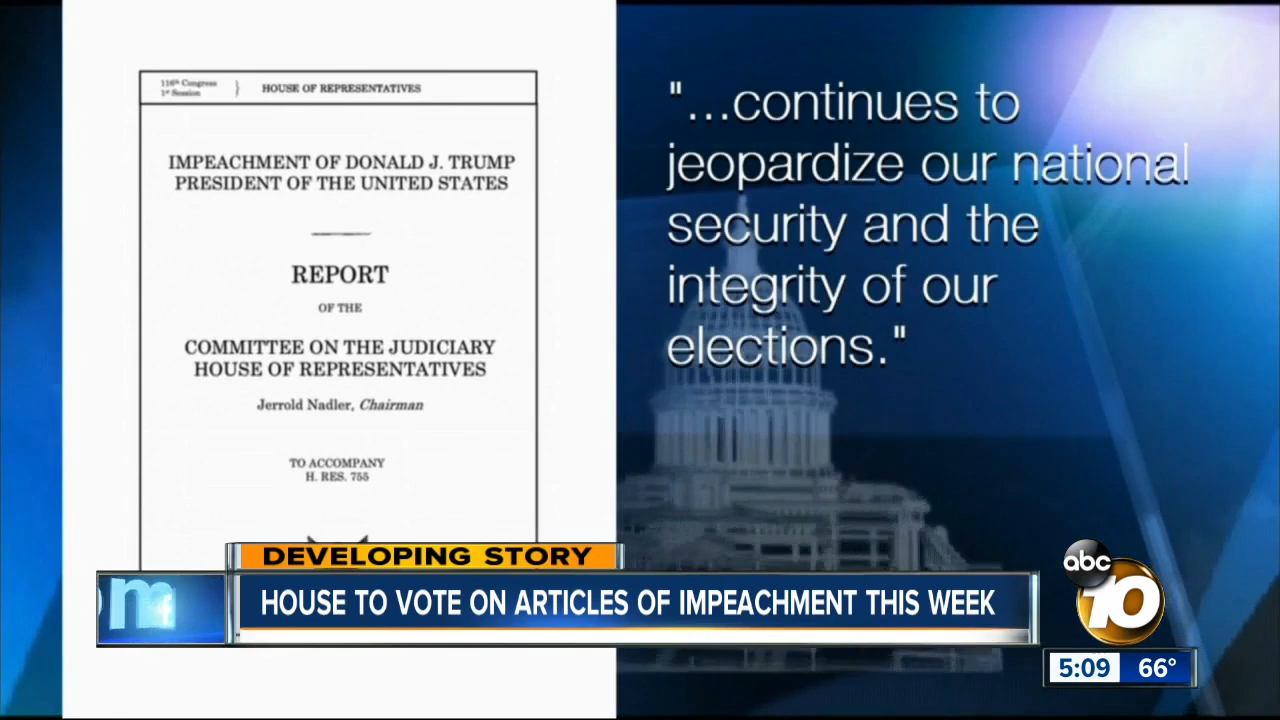 116th Congress
1st Session
HOUSE OF REPRESENTATIVES
IMPEACHMENT OF DONALD J. TRUMP
PRESIDENT OF THE UNITED STATES
REPORT
OF THE
COMMITTEE ON THE JUDICIARY
HOUSE OF REPRESENTATIVES
Jerrold Nadler, Chairman
TO ACCOMPANY
H. RES. 755
"...continues to
jeopardize our national
security and the
integrity of our
elections."
DEVELOPING STORY
HOUSE TO VOTE ON ARTICLES OF IMPEACHMENT THIS WEEK
abc
10
5:09 66°